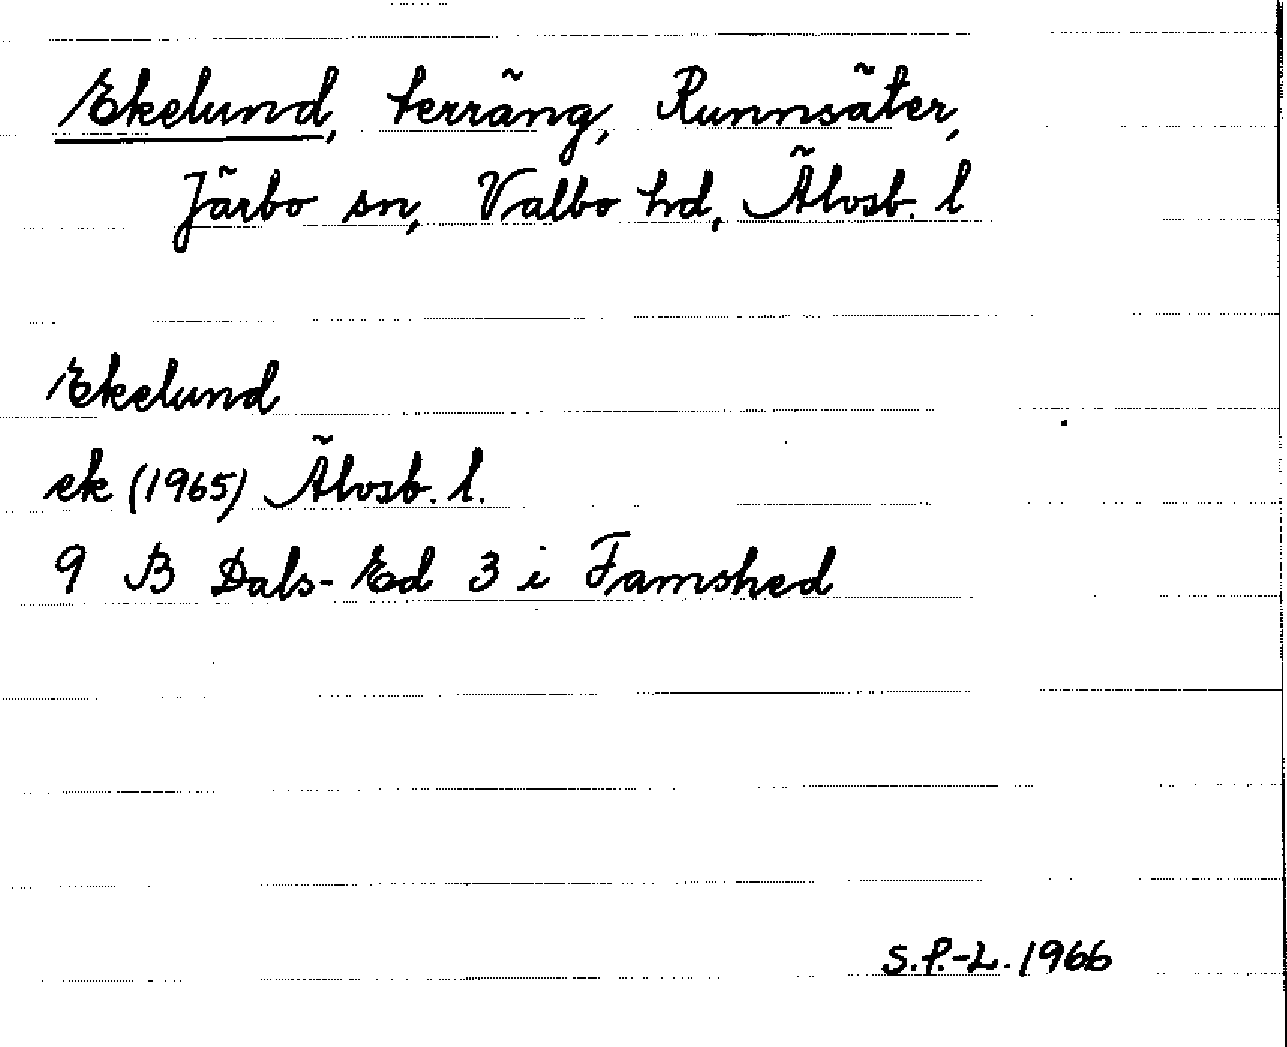 Ekelund, terräng, Runnsäter,
Järbo sn, Valbo hd, Älvsb. l
Ekelund
ek (1965) Älvsb. l.
9 B Dals-Ed 3 i Famshed
S.P.-L. 1966